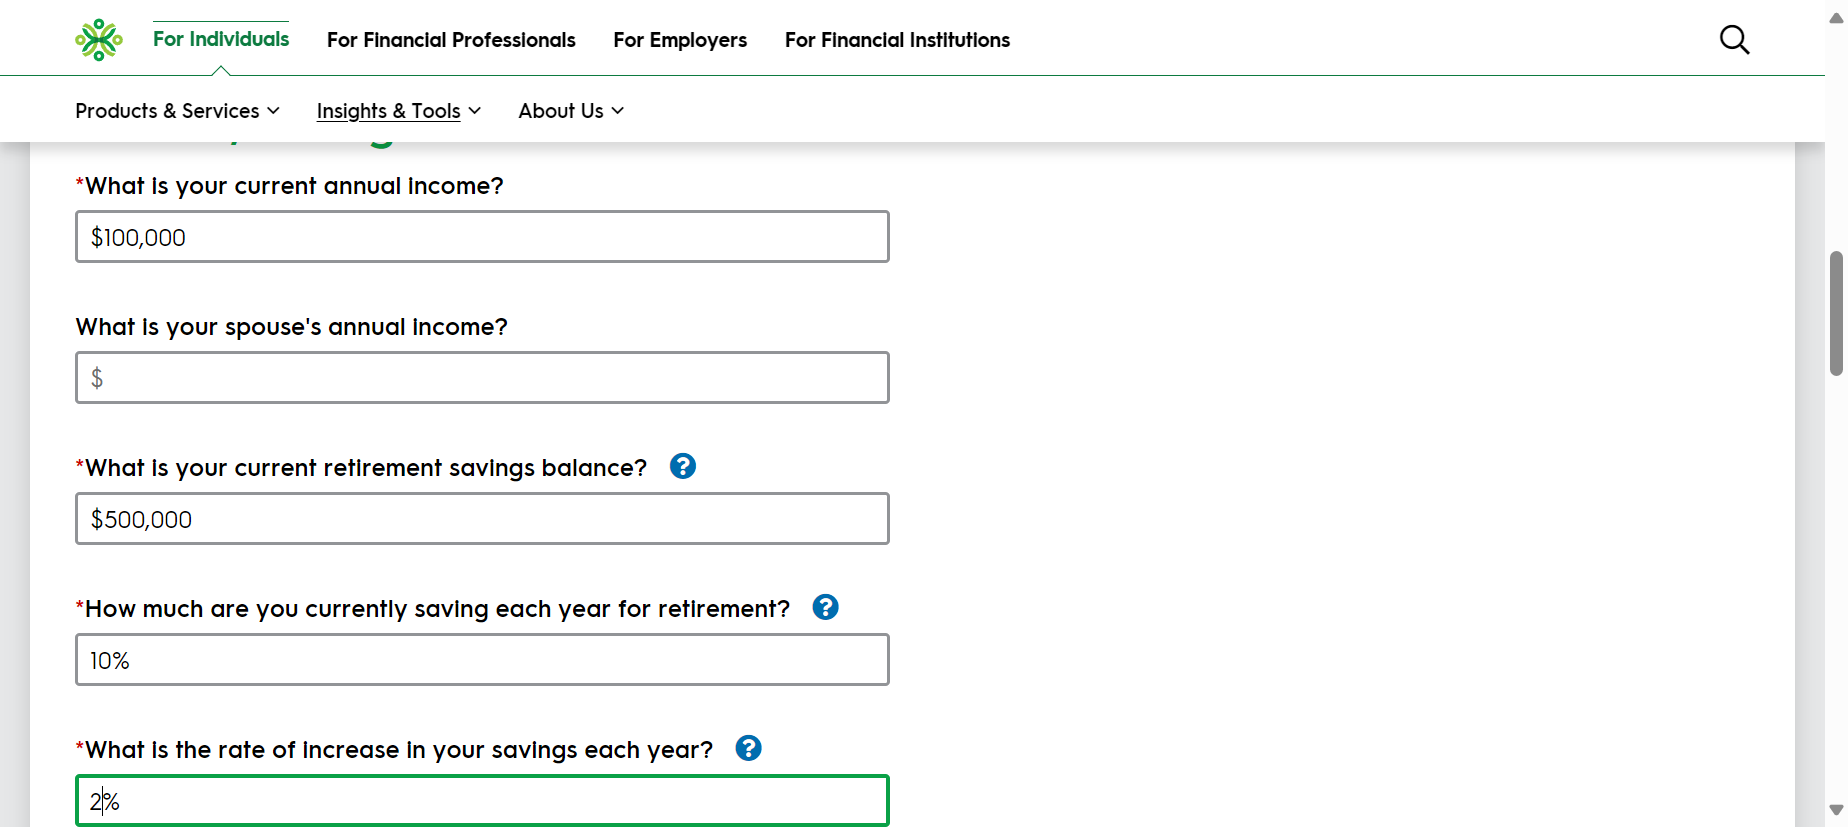 For Individuals
For Financial Professionals
For Employers
For Financial Institutions
Products & Services
Insights & Tools
About Us
*What is your current annual income?
$100,000
What is your spouse's annual income?
$
*What is your current retirement savings balance? ?
$500,000
*How much are you currently saving each year for retirement? ?
10%
*What is the rate of increase in your savings each year? ?
2%